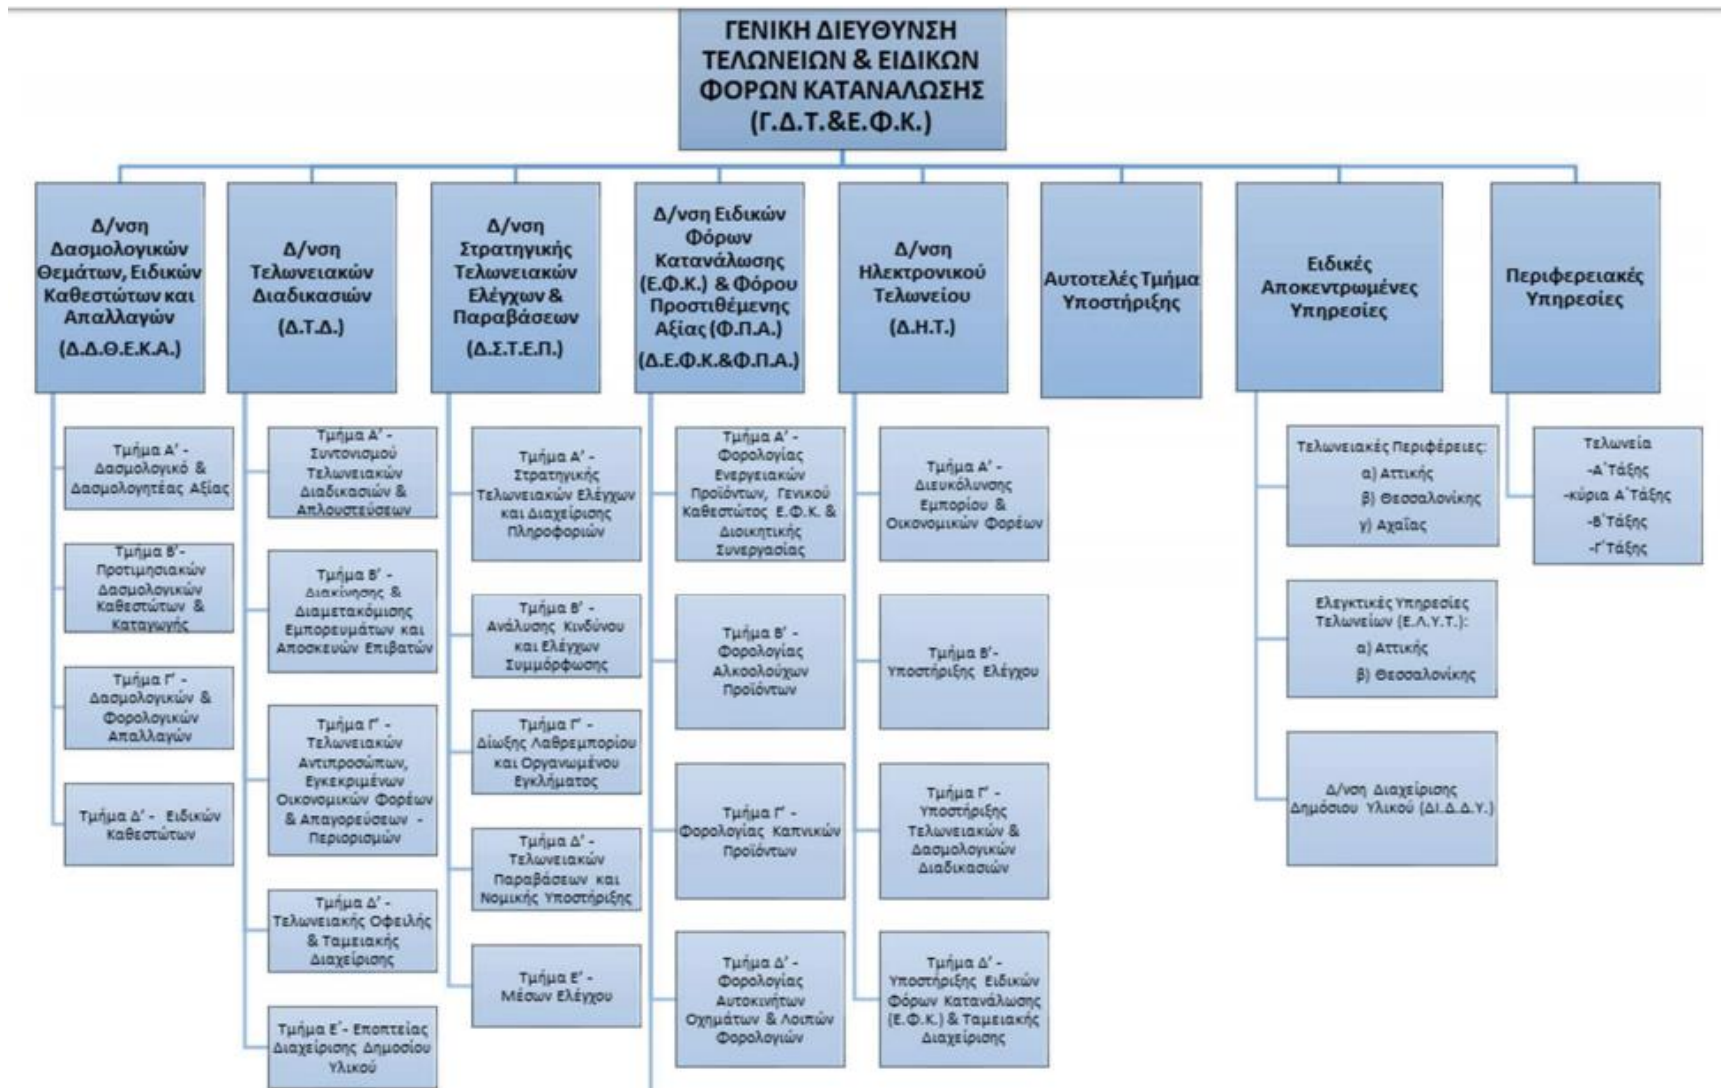 ΓΕΝΙΚΗ ΔΙΕΥΘΥΝΣΗ
ΤΕΛΩΝΕΙΩΝ & ΕΙΔΙΚΩΝ
ΦΟΡΩΝ ΚΑΤΑΝΑΛΩΣΗΣ
(Γ.Δ.Τ.&Ε.Φ.Κ.)
Δ/νση
Δασμολογικών
Θεμάτων, Ειδικών
Καθεστώτων και
Απαλλαγών
(Δ.Δ.Θ.Ε.Κ.Α.)
Τμήμα Α' -
Δασμολογικό &
Δασμολογητέας Αξίας
Τμήμα Β'-
Προτιμησιακών
Δασμολογικών
Καθεστώτων &
Καταγωγής
Τμήμα Γ' -
Δασμολογικών &
Φορολογικών
Απαλλαγών
Τμήμα Δ' - Ειδικών
Καθεστώτων
Δ/νση
Τελωνειακών
Διαδικασιών
(Δ.Τ.Δ.)
Τμήμα Α' -
Συντονισμού
Τελωνειακών
Διαδικασιών &
Απλουστεύσεων
Τμήμα Β' -
Διακίνησης &
Διαμετακόμισης
Εμπορευμάτων και
Αποσκευών Επιβατών
Τμήμα Γ' -
Τελωνειακών
Αντιπροσώπων,
Εγκεκριμένων
Οικονομικών Φορέων
& Απαγορεύσεων -
Περιορισμών
Τμήμα Δ' -
Τελωνειακής Οφειλής
& Ταμειακής
Διαχείρισης
Τμήμα Ε΄- Εποπτείας
Διαχείρισης Δημοσίου
Υλικού
Δ/νση
Στρατηγικής
Τελωνειακών
Ελέγχων &
Παραβάσεων
(Δ.Σ.Τ.Ε.Π.)
Τμήμα Α' -
Στρατηγικής
Τελωνειακών Ελέγχων
και Διαχείρισης
Πληροφοριών
Τμήμα Β' -
Ανάλυσης Κινδύνου
και Ελέγχων
Συμμόρφωσης
Τμήμα Γ' -
Δίωξης Λαθρεμπορίου
και Οργανωμένου
Εγκλήματος
Τμήμα Δ' -
Τελωνειακών
Παραβάσεων και
Νομικής Υποστήριξης
Τμήμα Ε' -
Μέσων Ελέγχου
Δ/νση Ειδικών
Φόρων
Κατανάλωσης
(Ε.Φ.Κ.) & Φόρου
Προστιθέμενης
Αξίας (Φ.Π.Α.)
(Δ.Ε.Φ.Κ.&Φ.Π.Α.)
Τμήμα Α' -
Φορολογίας
Ενεργειακών
Προϊόντων, Γενικού
Καθεστώτος Ε.Φ.Κ. &
Διοικητικής
Συνεργασίας
Τμήμα Β' -
Φορολογίας
Αλκοολούχων
Προϊόντων
Τμήμα Γ' -
Φορολογίας Καπνικών
Προϊόντων
Τμήμα Δ' -
Φορολογίας
Αυτοκινήτων
Οχημάτων & Λοιπών
Φορολογιών
Δ/νση
Ηλεκτρονικού
Τελωνείου
(Δ.Η.Τ.)
Τμήμα Α' -
Διευκόλυνσης
Εμπορίου &
Οικονομικών Φορέων
Τμήμα Β'-
Υποστήριξης Ελέγχου
Τμήμα Γ' -
Υποστήριξης
Τελωνειακών &
Δασμολογικών
Διαδικασιών
Τμήμα Δ' -
Υποστήριξης Ειδικών
Φόρων Κατανάλωσης
(Ε.Φ.Κ.) & Ταμειακής
Διαχείρισης
Αυτοτελές Τμήμα
Υποστήριξης
Ειδικές
Αποκεντρωμένες
Υπηρεσίες
Τελωνειακές Περιφέρειες:
α) Αττικής
β) Θεσσαλονίκης
γ) Αχαΐας
Ελεγκτικές Υπηρεσίες
Τελωνείων (Ε.Λ.Υ.Τ.):
α) Αττικής
β) Θεσσαλονίκης
Δ/νση Διαχείρισης
Δημόσιου Υλικού (ΔΙ.Δ.Δ.Υ.)
Περιφερειακές
Υπηρεσίες
Τελωνεία
-Α΄Τάξης
-κύρια Α΄Τάξης
-Β΄Τάξης
-Γ΄Τάξης